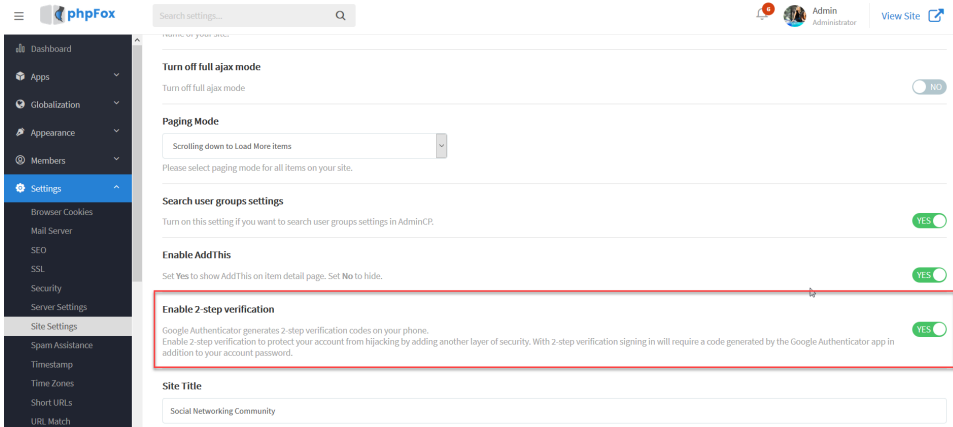 phpFox
Search settings...
6
Admin
Administrator
View Site
Dashboard
Apps
Globalization
Appearance
Members
Settings
Browser Cookies
Mail Server
SEO
SSL
Security
Server Settings
Site Settings
Spam Assistance
Timestamp
Time Zones
Short URLs
URL Match
Name of your site.
Turn off full ajax mode
Turn off full ajax mode
NO
Paging Mode
Scrolling down to Load More items
Please select paging mode for all items on your site.
Search user groups settings
Turn on this setting if you want to search user groups settings in AdminCP.
YES
Enable AddThis
Set Yes to show AddThis on item detail page. Set No to hide.
YES
Enable 2-step verification
Google Authenticator generates 2-step verification codes on your phone.
Enable 2-step verification to protect your account from hijacking by adding another layer of security. With 2-step verification signing in will require a code generated by the Google Authenticator app in
addition to your account password.
YES
Site Title
Social Networking Community